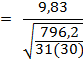 = 9,83
√796,2
31(30)